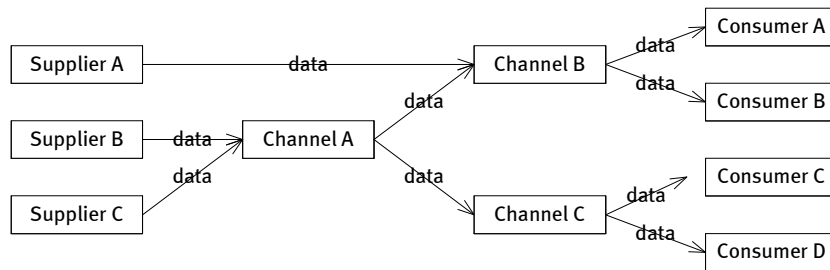 Consumer A
data
Supplier A
data
Channel B
data
Consumer B
data
Supplier B
data
Channel A
data
data
Consumer C
data
Supplier C
Channel C
data
Consumer D